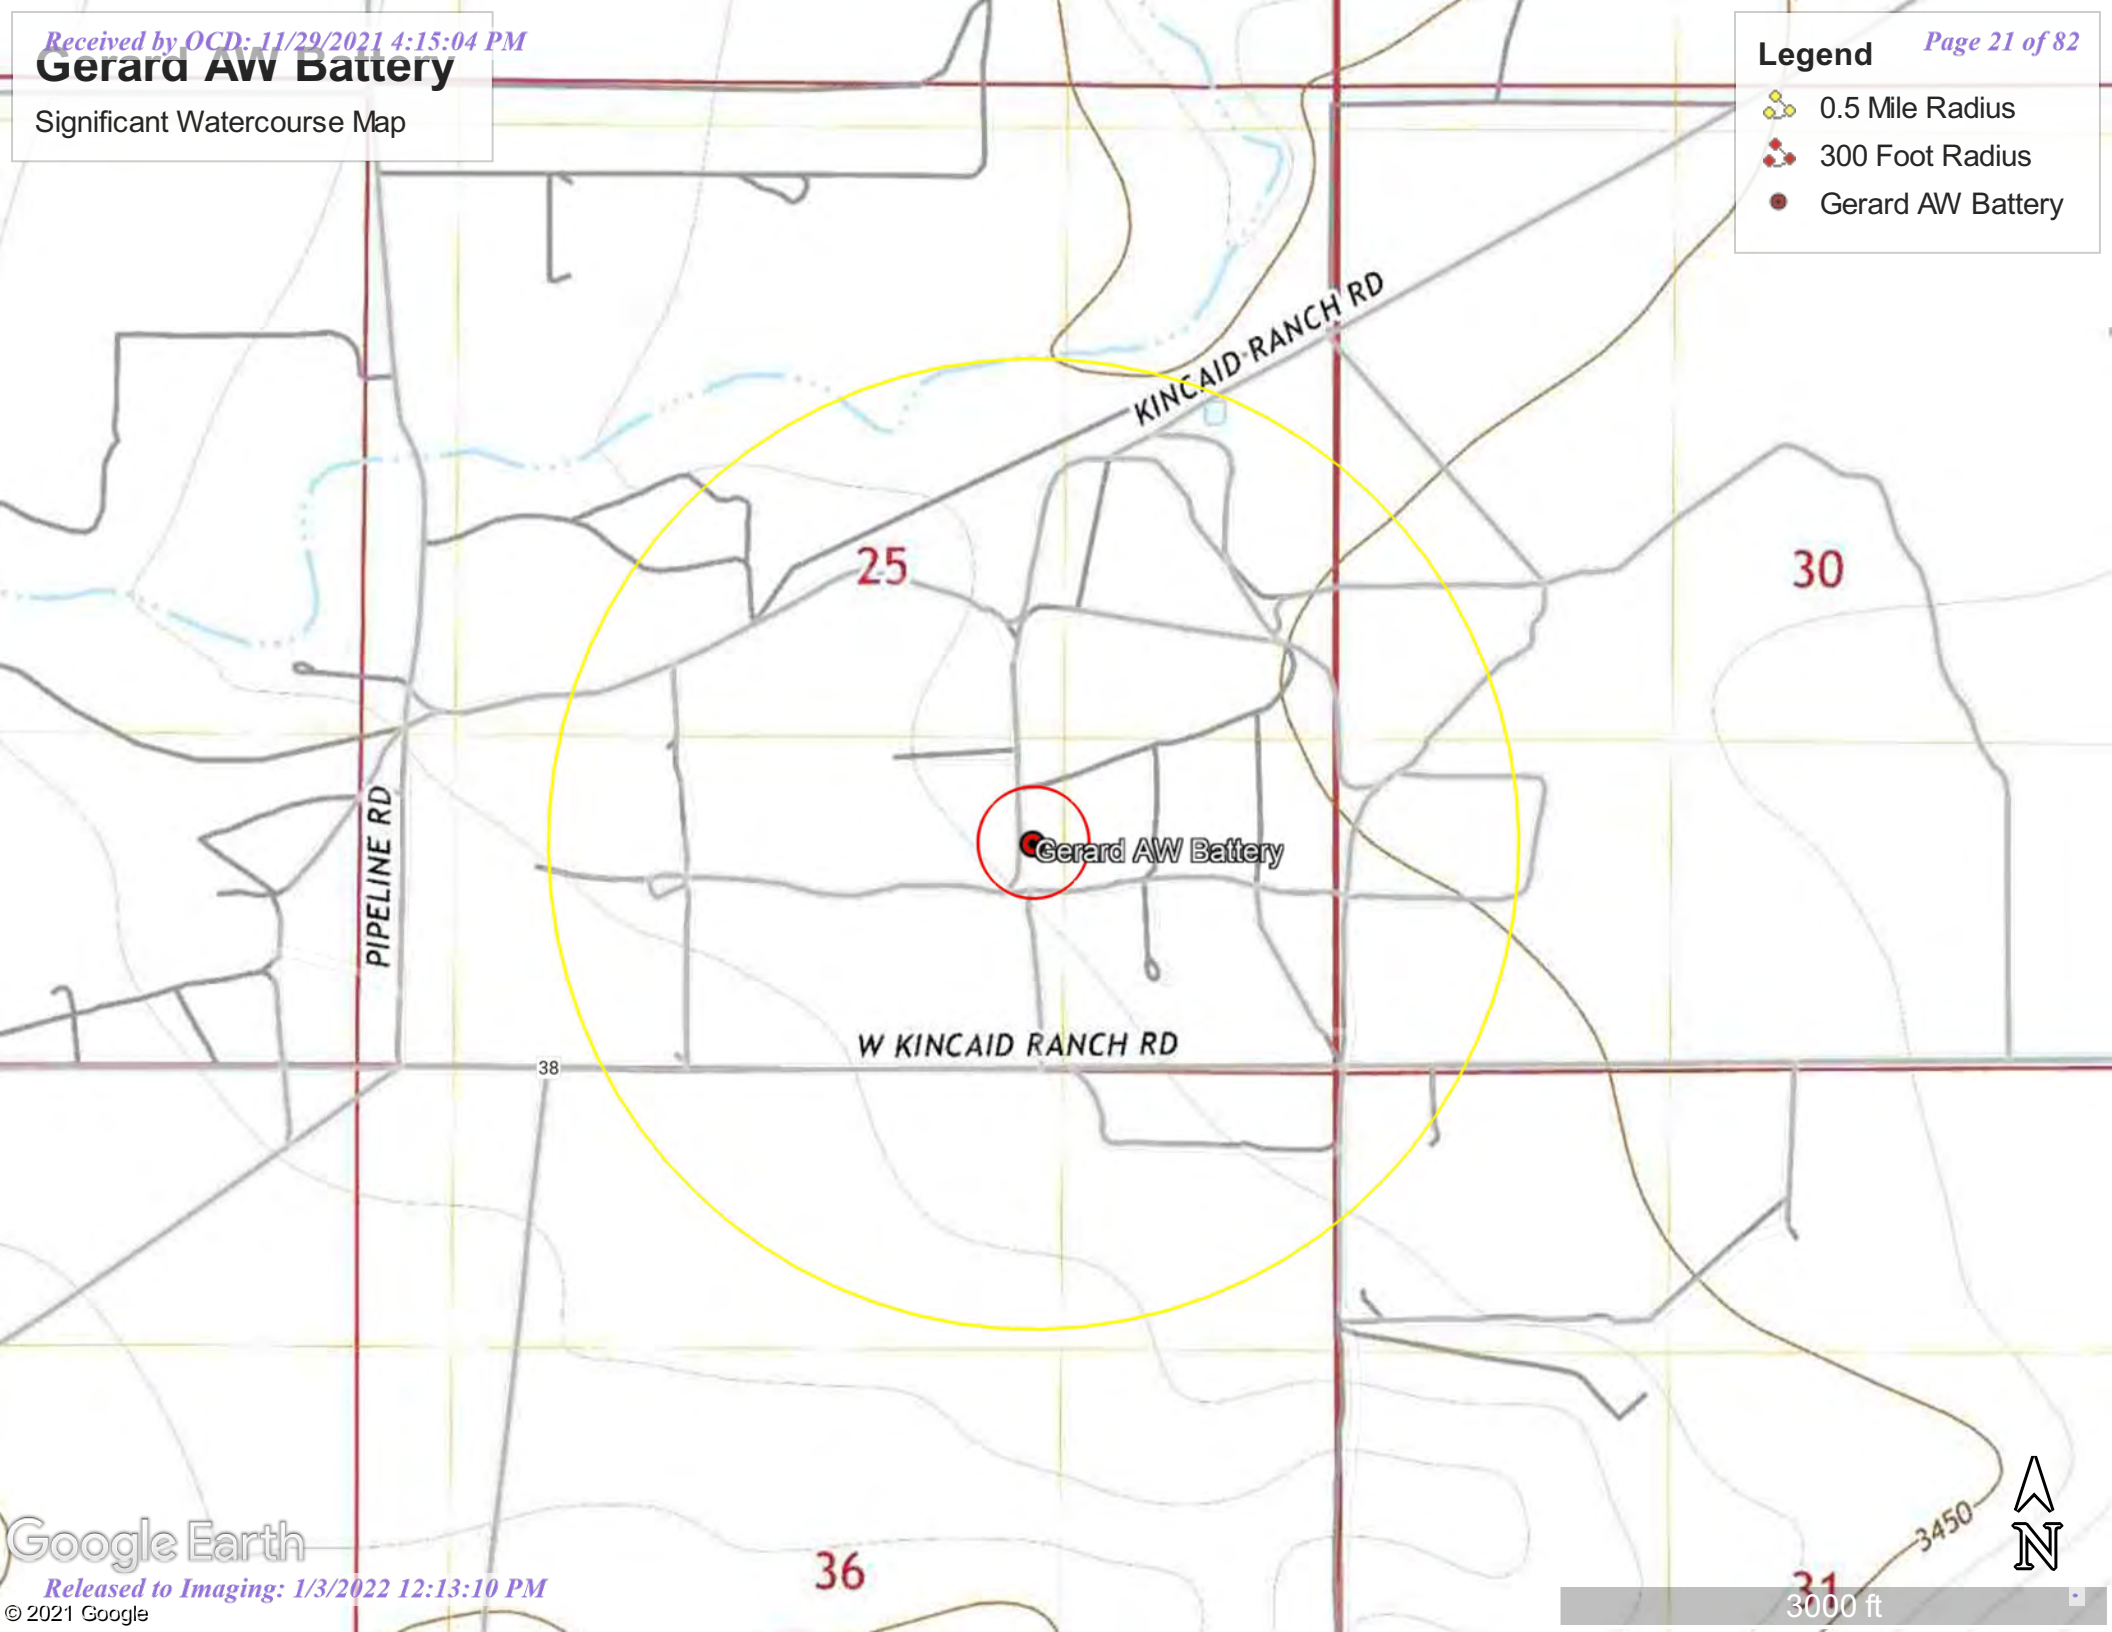 Received by OCD: 11/29/2021 4:15:04 PM
Page 21 of 82
Gerard AW Battery
Significant Watercourse Map
Legend
0.5 Mile Radius
300 Foot Radius
Gerard AW Battery
KINCAID RANCH RD
25
30
PIPELINE RD
Gerard AW Battery
W KINCAID RANCH RD
38
3450
N
Google Earth
36
31
Released to Imaging: 1/3/2022 12:13:10 PM
© 2021 Google
3000 ft